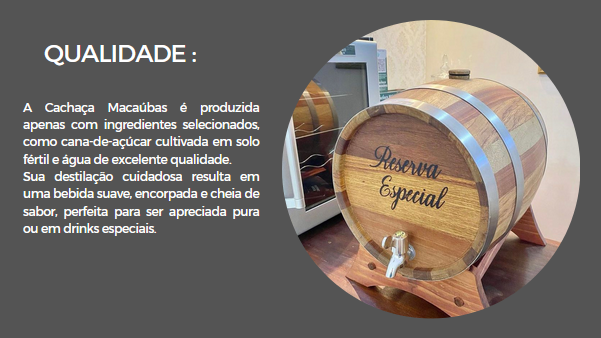 QUALIDADE :
A Cachaça Macaúbas é produzida
apenas com ingredientes selecionados,
como cana-de-açúcar cultivada em solo
fértil e água de excelente qualidade.
Sua destilação cuidadosa resulta em
uma bebida suave, encorpada e cheia de
sabor, perfeita para ser apreciada pura
ou em drinks especiais.
Reserva
Especial